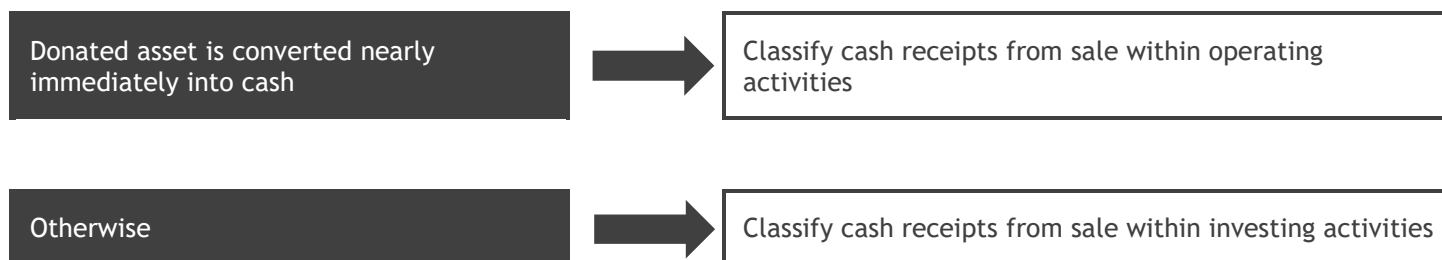 Donated asset is converted nearly
immediately into cash
Classify cash receipts from sale within operating
activities
Otherwise
Classify cash receipts from sale within investing activities